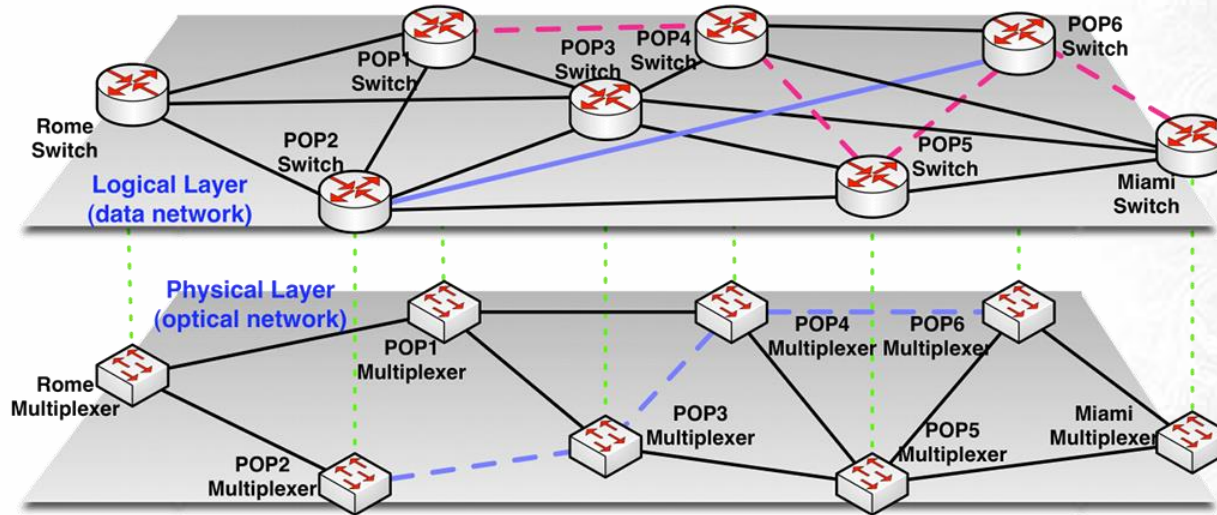 POP6
Switch
POP1
Switch
POP3
Switch
POP4
Switch
Rome
Switch
POP2
Switch
POP5
Switch
Miami
Switch
Logical Layer
(data network)
Physical Layer
(optical network)
POP1
Multiplexer
POP4
Multiplexer
POP6
Multiplexer
Rome
Multiplexer
POP3
Multiplexer
Miami
Multiplexer
POP5
Multiplexer
POP2
Multiplexer